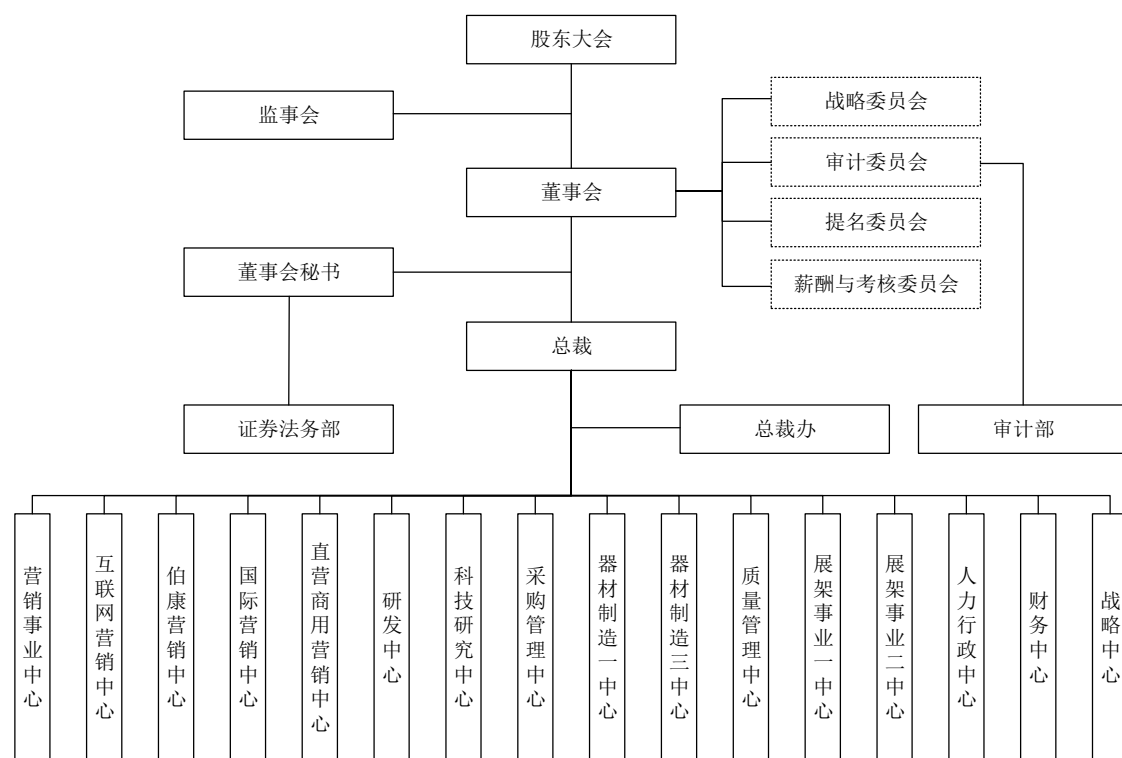 股东大会
监事会
战略委员会
审计委员会
董事会
提名委员会
董事会秘书
薪酬与考核委员会
总裁
证券法务部
总裁办
审计部
营销事业中心
互联网营销中心
伯康营销中心
国际营销中心
直营商用营销中心
研发中心
科技研究中心
采购管理中心
器材制造一中心
器材制造三中心
质量管理中心
展架事业一中心
展架事业二中心
人力行政中心
财务中心
战略中心